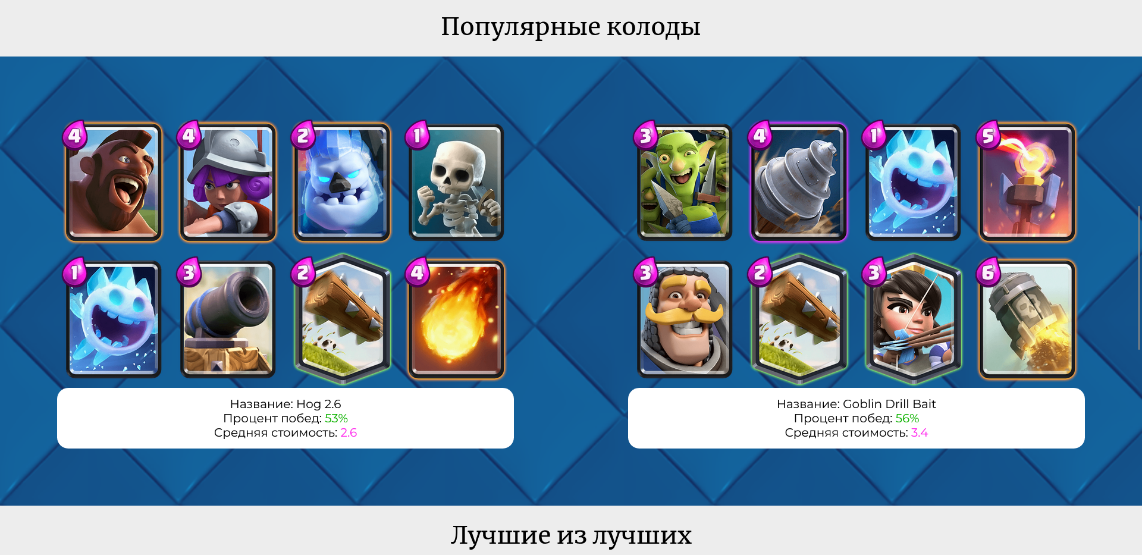 Популярные колоды
4 4 2 1
3 4 1 5
1 3 2 4
3 2 3 6
Название: Hog 2.6
Процент побед: 53%
Средняя стоимость: 2.6
Название: Goblin Drill Bait
Процент побед: 56%
Средняя стоимость: 3.4
Лучшие из лучших